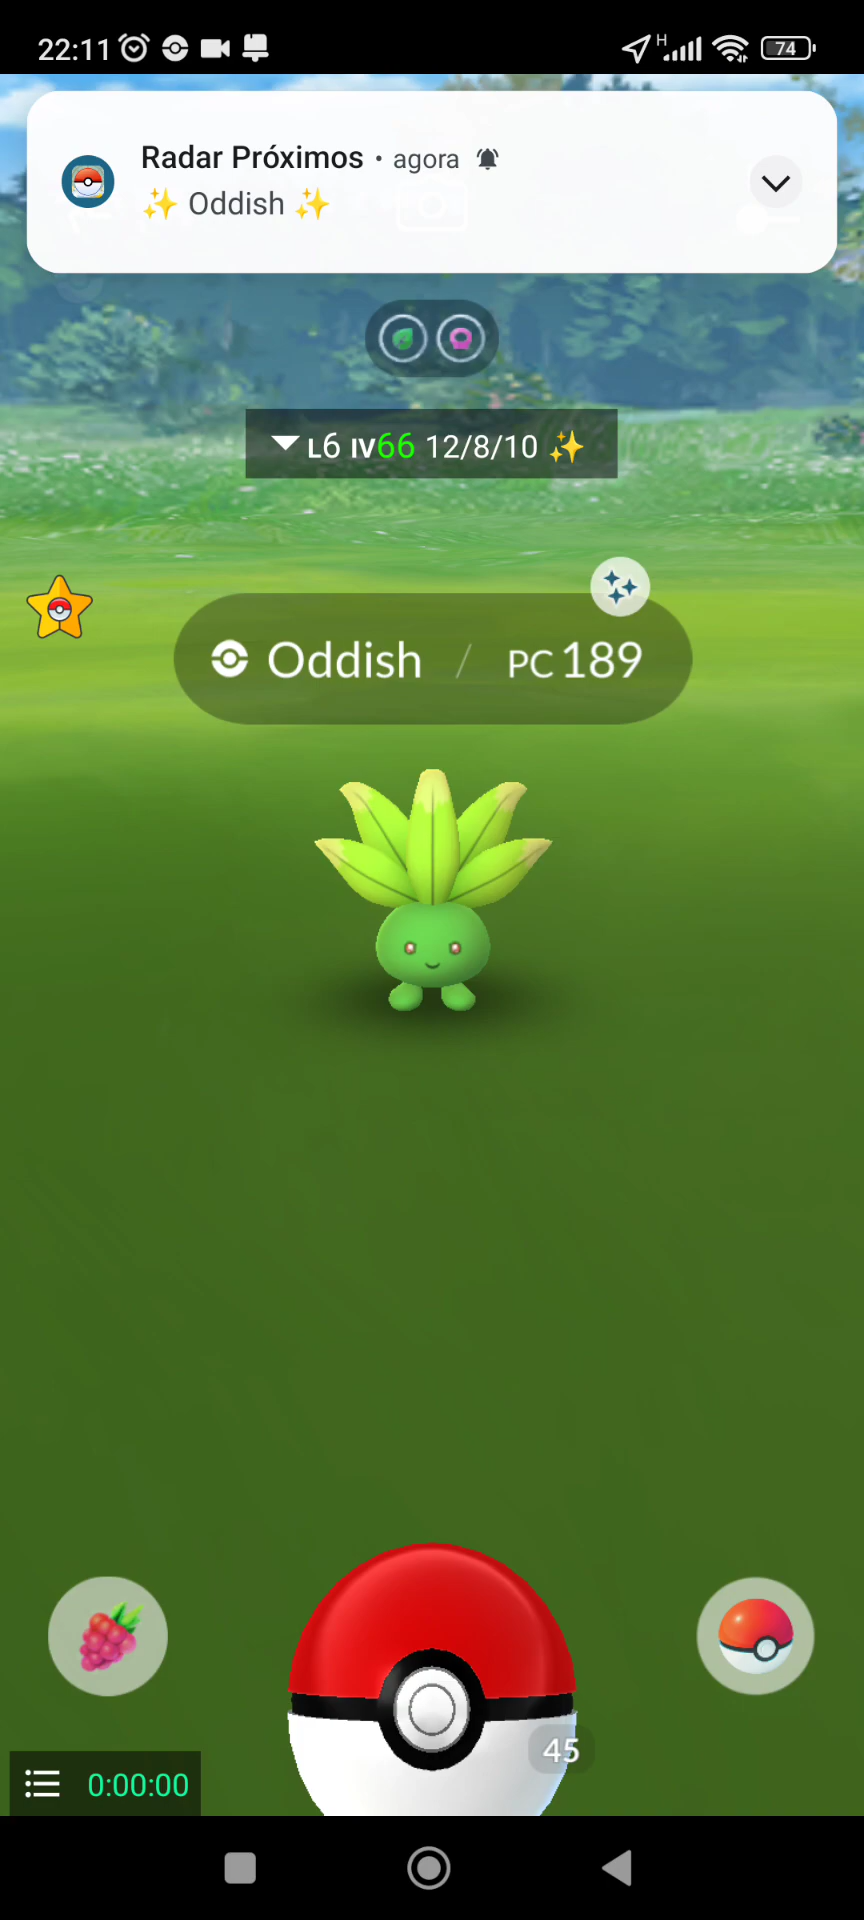 22:11 H 74
Radar Próximos • agora
✨ Oddish ✨
L6 IV66 12/8/10 ✨
Oddish / PC 189
45
0:00:00